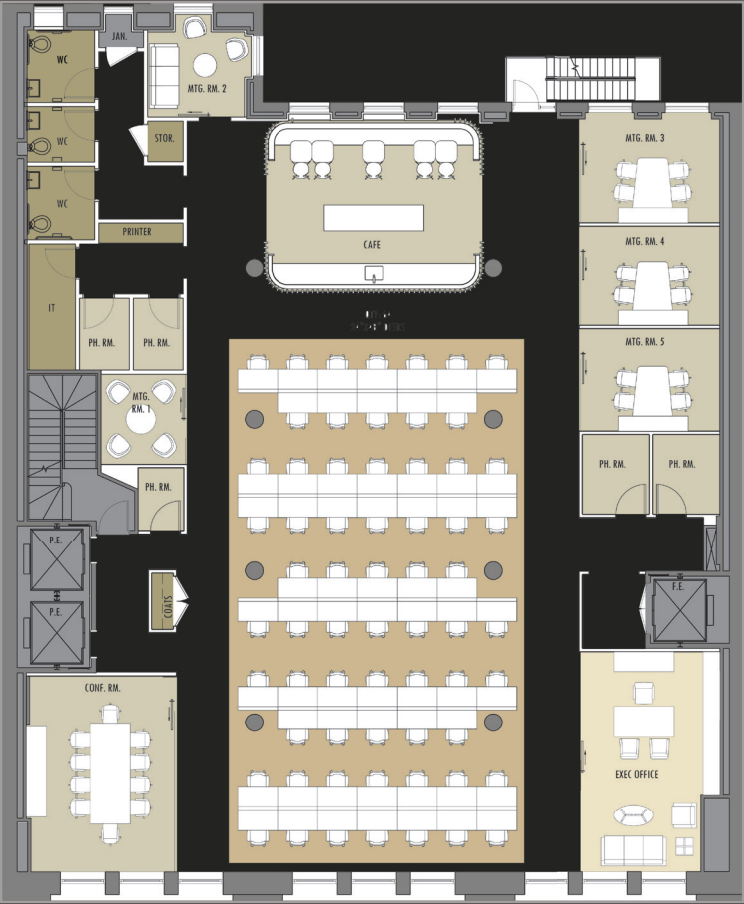 JAN.
WC
MTG. RM. 2
STOR.
WC
MTG. RM. 3
WC
PRINTER
CAFE
MTG. RM. 4
IT
PH. RM.
PH. RM.
MTG. RM. 5
MTG.
RM. 1
PH. RM.
PH. RM.
PH. RM.
P.E.
F.E.
COATS
P.E.
CONF. RM.
EXEC OFFICE